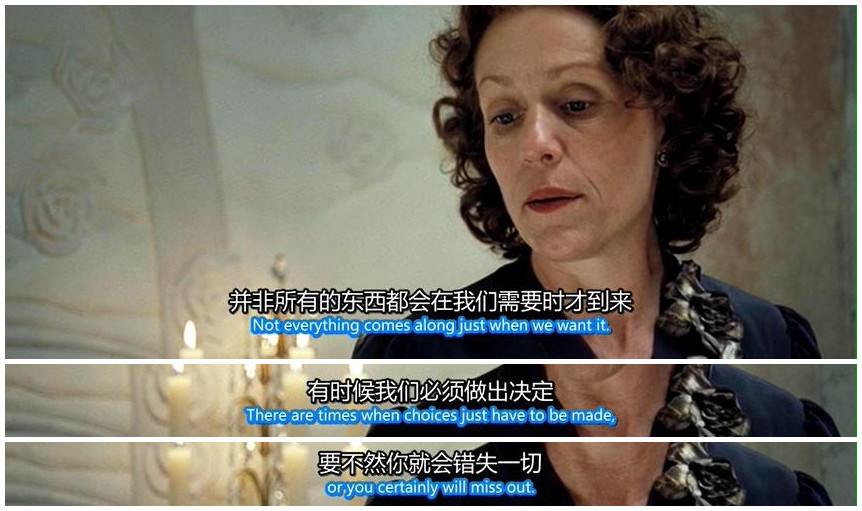 并非所有的东西都会在我们需要时才到来
Not everything comes along just when we want it.
有时候我们必须做出决定
There are times when choices just have to be made,
要不然你就会错失一切
or you certainly will miss out.